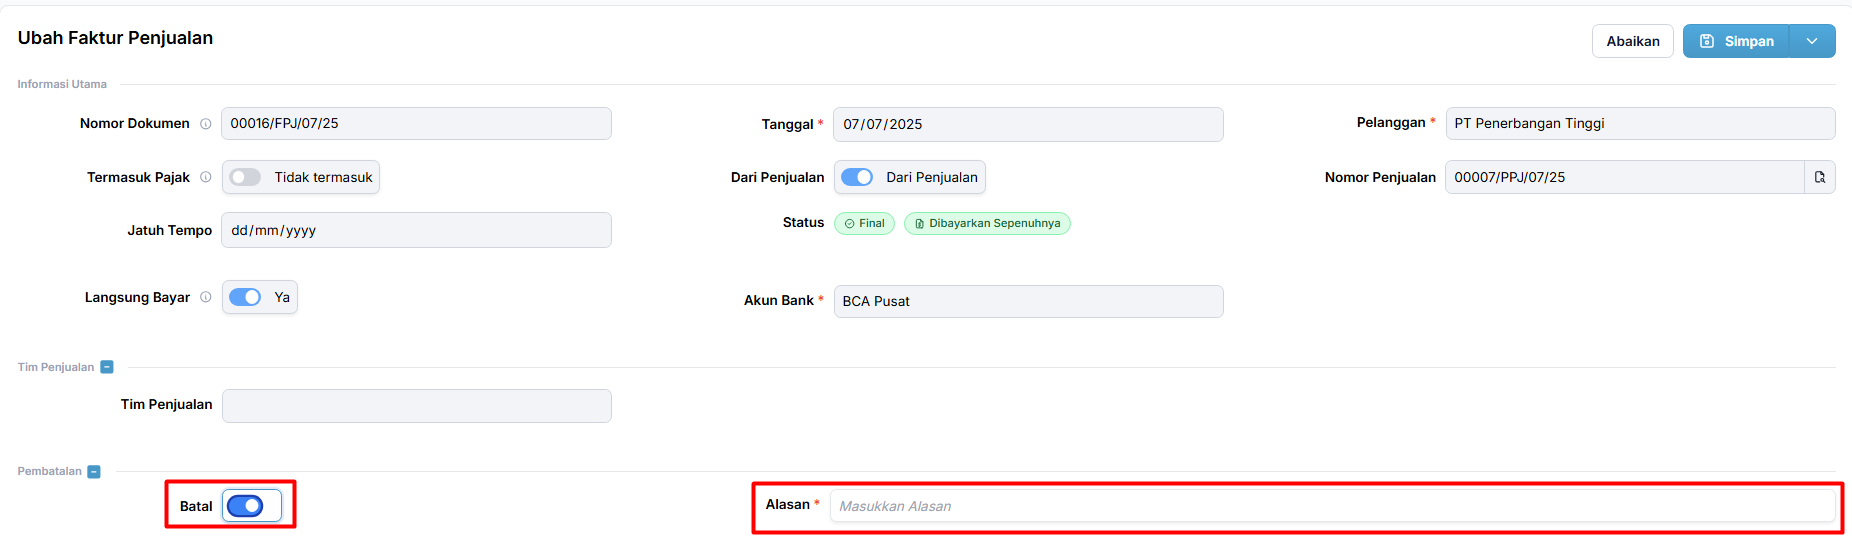 Ubah Faktur Penjualan
Abaikan
Simpan
Informasi Utama
Nomor Dokumen 00016/FPJ/07/25
Tanggal * 07/07/2025
Pelanggan * PT Penerbangan Tinggi
Termasuk Pajak Tidak termasuk
Dari Penjualan Dari Penjualan
Nomor Penjualan 00007/PPJ/07/25
Jatuh Tempo dd/mm/yyyy
Status Final Dibayarkan Sepenuhnya
Langsung Bayar Ya
Akun Bank * BCA Pusat
Tim Penjualan
Tim Penjualan
Pembatalan
Batal
Alasan * Masukkan Alasan